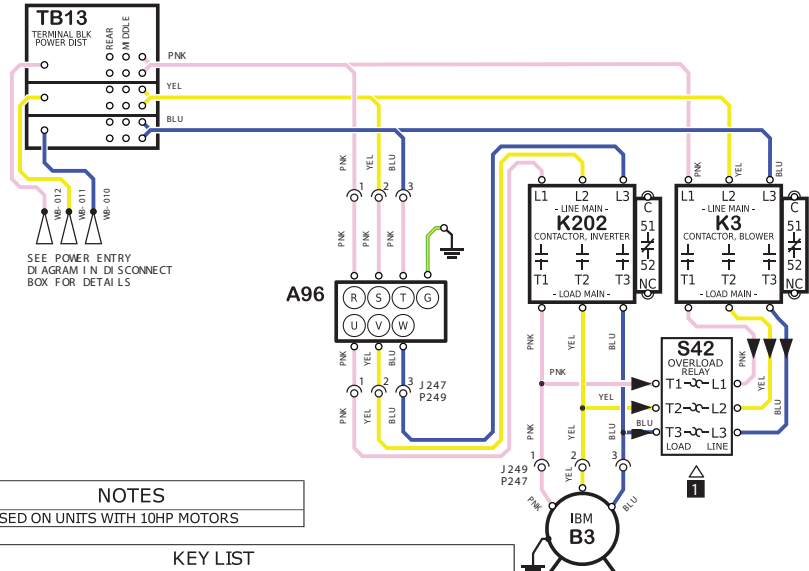 TB13
TERMINAL BLK
POWER DIST
REAR
MIDDLE
PNK
YEL
BLU
WB-012
WB-011
WB-010
SEE POWER ENTRY
DIAGRAM IN DISCONNECT
BOX FOR DETAILS
PNK
YEL
BLU
1
2
3
PNK
PNK
PNK
A96
R S T G
U V W
PNK
YEL
BLU
1
2
3
J247
P249
PNK
YEL
BLU
L1 L2 L3
- LINE MAIN -
K202
CONTACTOR, INVERTER
T1 T2 T3
- LOAD MAIN -
C
51
52
NC
PNK
YEL
BLU
L1 L2 L3
- LINE MAIN -
K3
CONTACTOR, BLOWER
T1 T2 T3
- LOAD MAIN -
C
51
52
NC
PNK
YEL
BLU
PNK
YEL
BLU
S42
OVERLOAD
RELAY
T1 L1
T2 L2
T3 L3
LOAD LINE
1
PNK
YEL
BLU
PNK
YEL
BLU
J249
P247
1
2
3
PNK
YEL
BLU
IBM
B3
NOTES
SED ON UNITS WITH 10HP MOTORS
KEY LIST